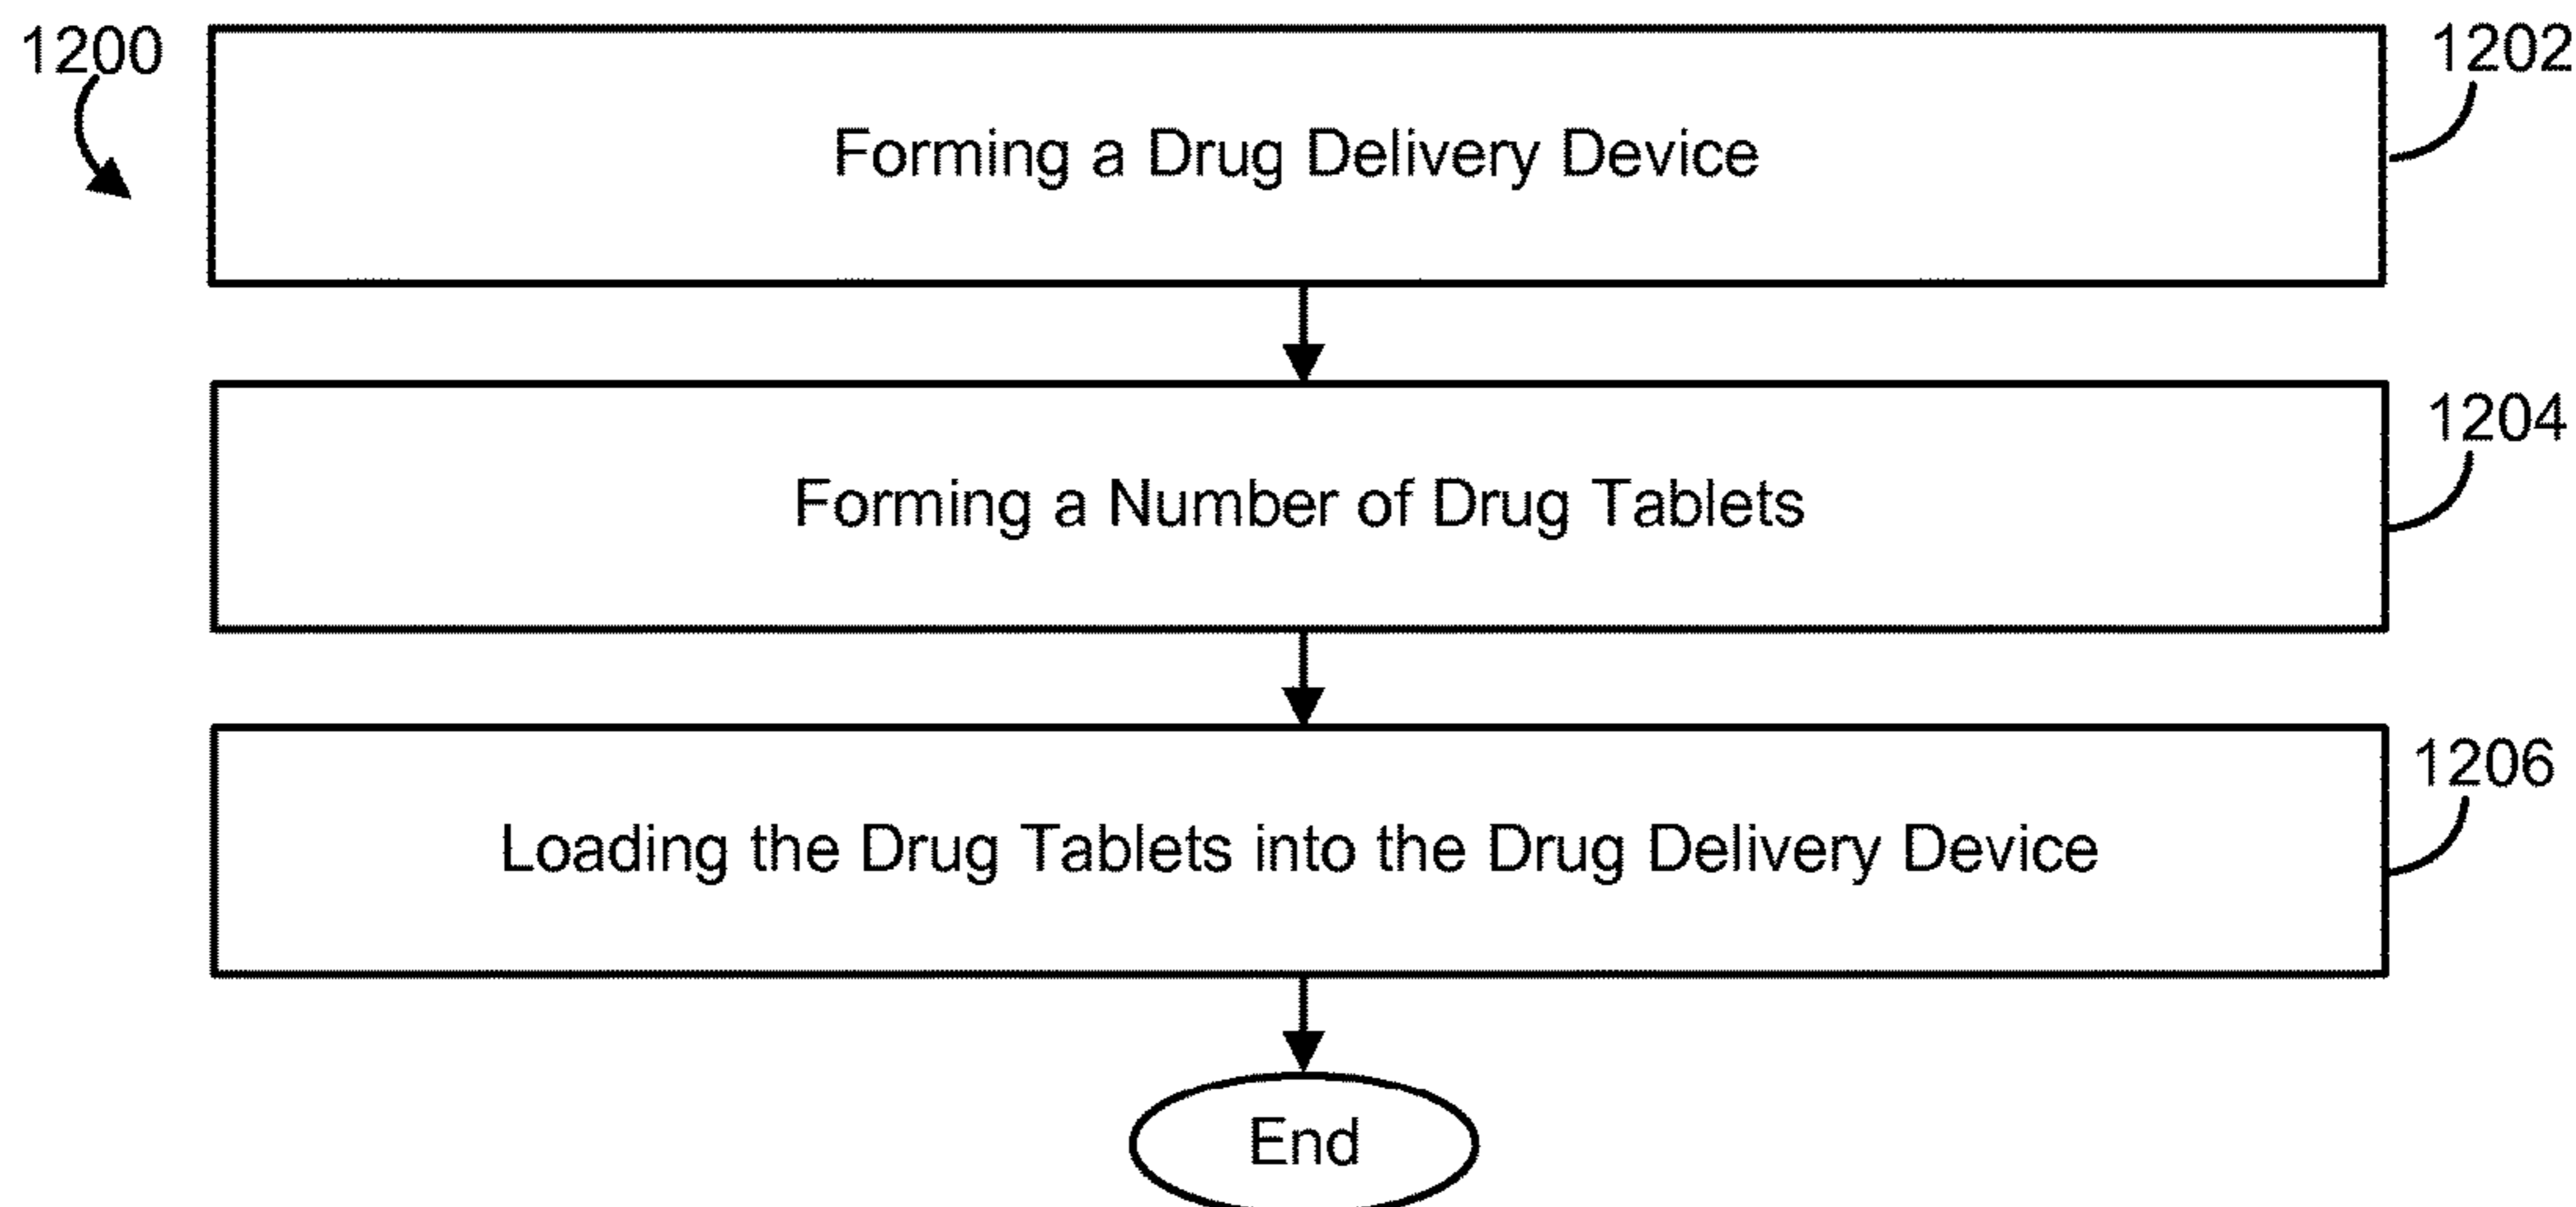 1200
1202
Forming a Drug Delivery Device
1204
Forming a Number of Drug Tablets
1206
Loading the Drug Tablets into the Drug Delivery Device
End